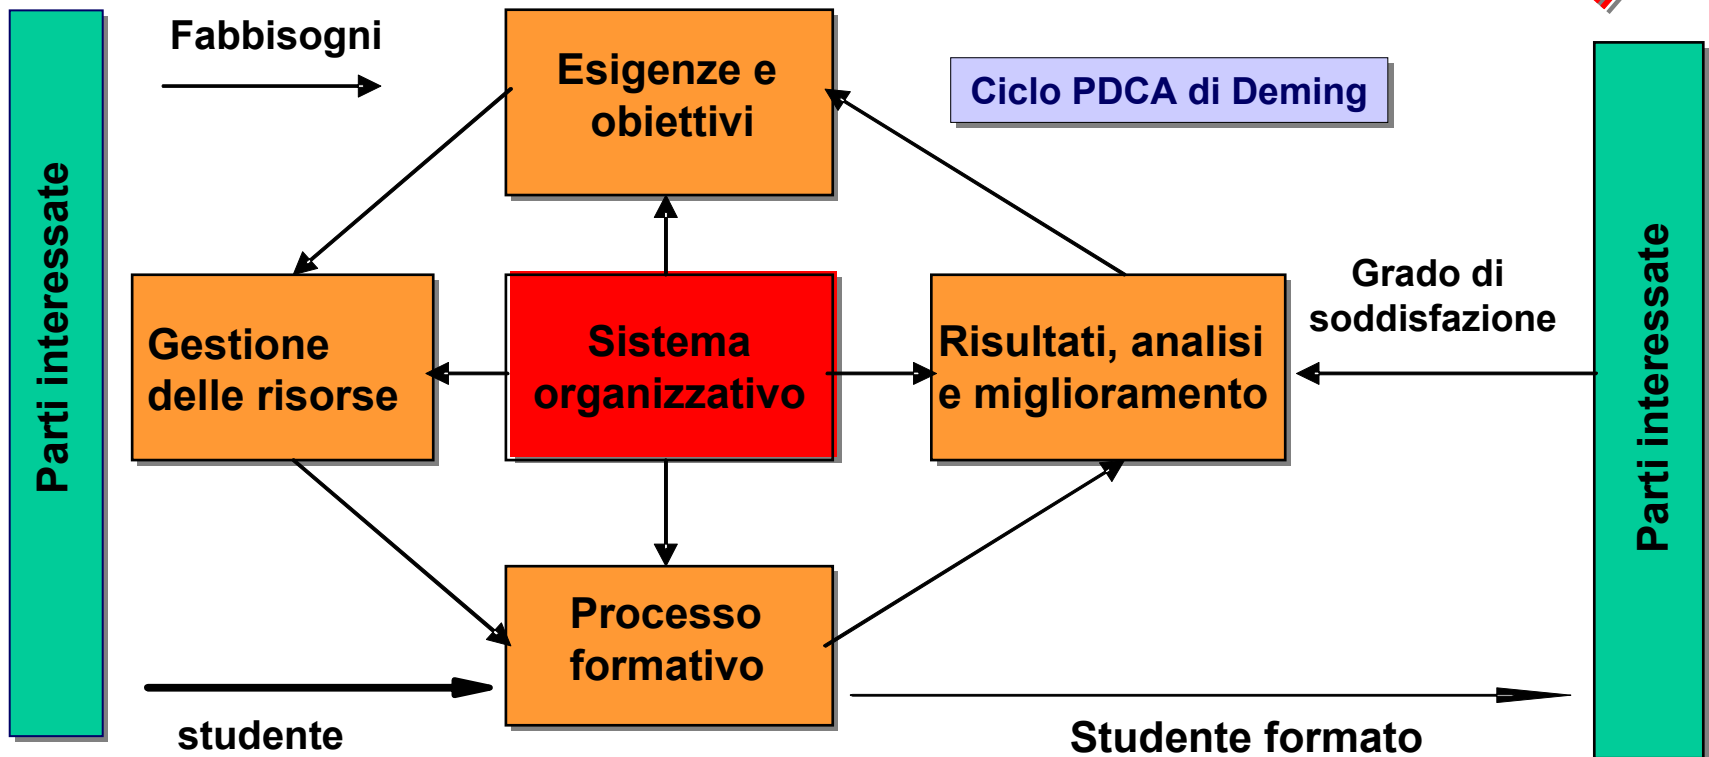 Fabbisogni
Esigenze e
obiettivi
Ciclo PDCA di Deming
Parti interessate
Gestione
delle risorse
Sistema
organizzativo
Risultati, analisi
e miglioramento
Grado di
soddisfazione
Parti interessate
Processo
formativo
studente
Studente formato